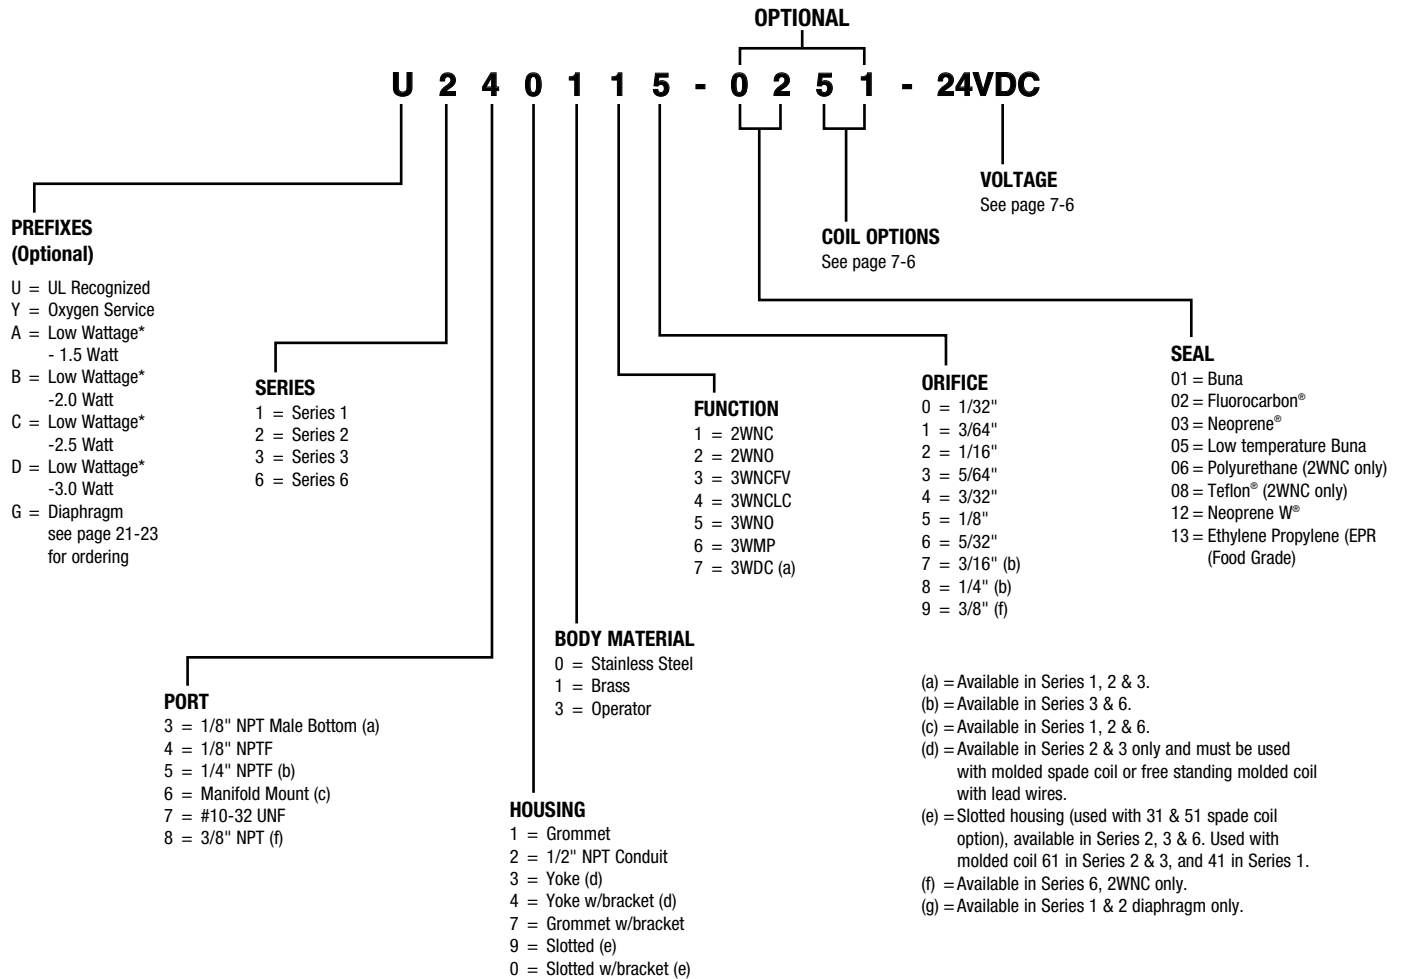 OPTIONAL
U 2 4 0 1 1 5 - 0 2 5 1 - 24VDC
VOLTAGE
See page 7-6
COIL OPTIONS
See page 7-6
PREFIXES
(Optional)
U = UL Recognized
Y = Oxygen Service
A = Low Wattage*
- 1.5 Watt
B = Low Wattage*
-2.0 Watt
C = Low Wattage*
-2.5 Watt
D = Low Wattage*
-3.0 Watt
G = Diaphragm
see page 21-23
for ordering
SERIES
1 = Series 1
2 = Series 2
3 = Series 3
6 = Series 6
FUNCTION
1 = 2WNC
2 = 2WNO
3 = 3WNCFV
4 = 3WNCLC
5 = 3WNO
6 = 3WMP
7 = 3WDC (a)
ORIFICE
0 = 1/32"
1 = 3/64"
2 = 1/16"
3 = 5/64"
4 = 3/32"
5 = 1/8"
6 = 5/32"
7 = 3/16" (b)
8 = 1/4" (b)
9 = 3/8" (f)
SEAL
01 = Buna
02 = Fluorocarbon®
03 = Neoprene®
05 = Low temperature Buna
06 = Polyurethane (2WNC only)
08 = Teflon® (2WNC only)
12 = Neoprene W®
13 = Ethylene Propylene (EPR
(Food Grade)
BODY MATERIAL
0 = Stainless Steel
1 = Brass
3 = Operator
PORT
3 = 1/8" NPT Male Bottom (a)
4 = 1/8" NPTF
5 = 1/4" NPTF (b)
6 = Manifold Mount (c)
7 = #10-32 UNF
8 = 3/8" NPT (f)
HOUSING
1 = Grommet
2 = 1/2" NPT Conduit
3 = Yoke (d)
4 = Yoke w/bracket (d)
7 = Grommet w/bracket
9 = Slotted (e)
0 = Slotted w/bracket (e)
(a) = Available in Series 1, 2 & 3.
(b) = Available in Series 3 & 6.
(c) = Available in Series 1, 2 & 6.
(d) = Available in Series 2 & 3 only and must be used
with molded spade coil or free standing molded coil
with lead wires.
(e) = Slotted housing (used with 31 & 51 spade coil
option), available in Series 2, 3 & 6. Used with
molded coil 61 in Series 2 & 3, and 41 in Series 1.
(f) = Available in Series 6, 2WNC only.
(g) = Available in Series 1 & 2 diaphragm only.